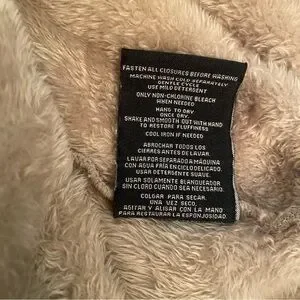 FASTEN ALL CLOSURES BEFORE WASHING
MACHINE WASH COLD SEPARATELY
GENTLE CYCLE
USE MILD DETERGENT
ONLY NON-CHLORINE BLEACH
WHEN NEEDED
HANG TO DRY
ONCE DRY,
SHAKE AND SMOOTH OUT WITH HAND
TO RESTORE FLUFFINESS
COOL IRON IF NEEDED
ABROCHAR TODOS LOS
CIERRES ANTES DE LAVAR.
LAVAR POR SEPARADO A MÁQUINA
CON AGUA FRÍA EN CICLO DELICADO.
USAR DETERGENTE SUAVE.
USAR SOLAMENTE BLANQUEADOR
SIN CLORO CUANDO SEA NECESARIO.
COLGAR PARA SECAR.
UNA VEZ SECO,
AGITAR Y ALISAR CON LA MANO
PARA RESTAURAR LA ESPONJOSIDAD.